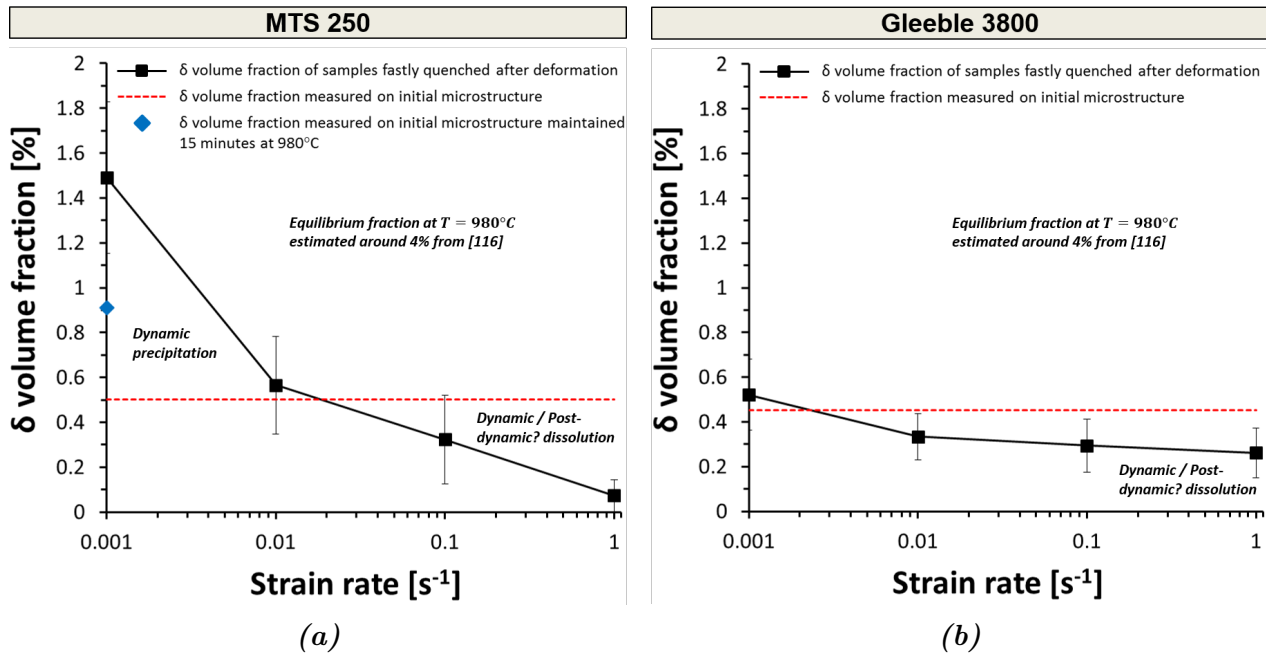 MTS 250
2
1.8
1.6
1.4
1.2
1
0.8
0.6
0.4
0.2
0
δ volume fraction [%]
δ volume fraction of samples fastly quenched after deformation
δ volume fraction measured on initial microstructure
δ volume fraction measured on initial microstructure maintained
15 minutes at 980°C
Equilibrium fraction at T = 980°C
estimated around 4% from [116]
Dynamic
precipitation
Dynamic / Post-
dynamic? dissolution
0.001 0.01 0.1 1
Strain rate [s-1]
(a)
Gleeble 3800
2
1.8
1.6
1.4
1.2
1
0.8
0.6
0.4
0.2
0
δ volume fraction [%]
δ volume fraction of samples fastly quenched after deformation
δ volume fraction measured on initial microstructure
Equilibrium fraction at T = 980°C
estimated around 4% from [116]
Dynamic / Post-
dynamic? dissolution
0.001 0.01 0.1 1
Strain rate [s-1]
(b)